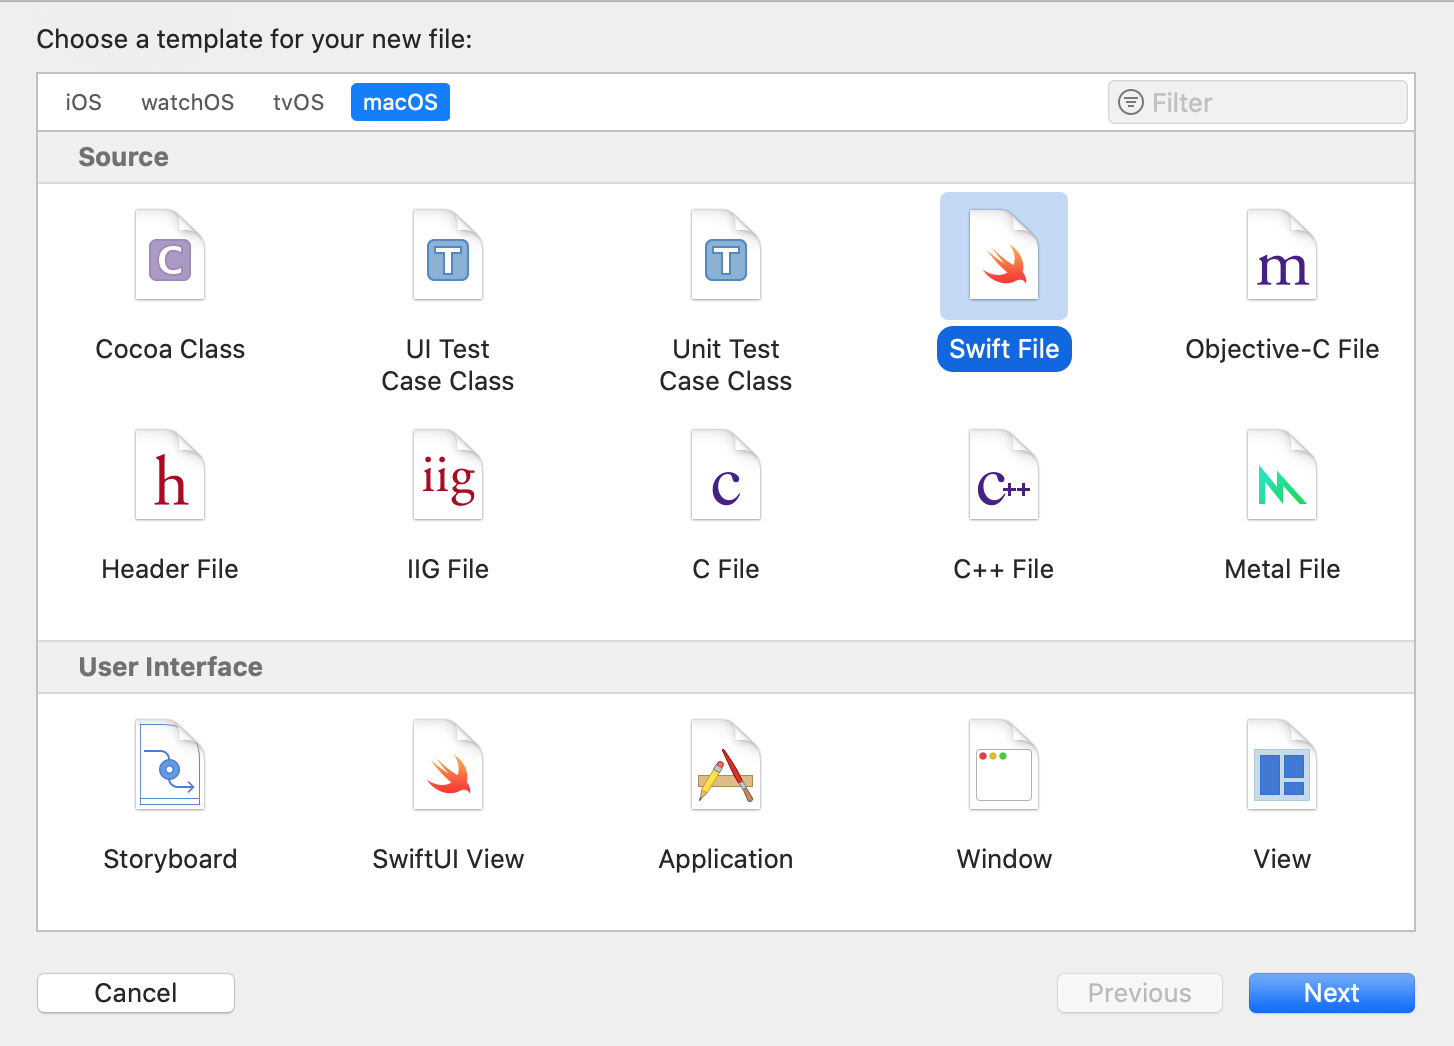 Choose a template for your new file:
iOS watchOS tvOS macOS Filter
Source
C T T m
Cocoa Class UI Test Case Class Unit Test Case Class Swift File Objective-C File
h iig c C++
Header File IIG File C File C++ File Metal File
User Interface
Storyboard SwiftUI View Application Window View
Cancel Previous Next